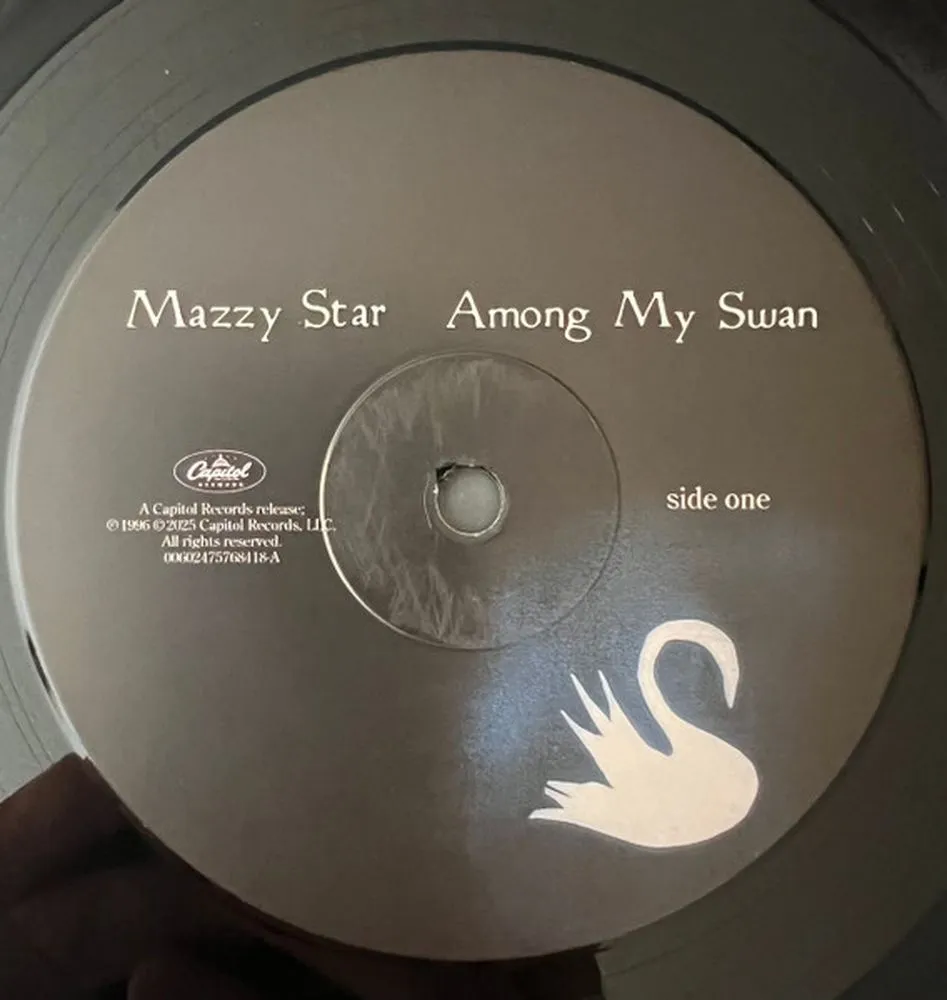 Mazzy Star Among My Swan
Capitol
RECORDS
A Capitol Records release;
℗ 1996 © 2025 Capitol Records, LLC.
All rights reserved.
00602475768418-A
side one